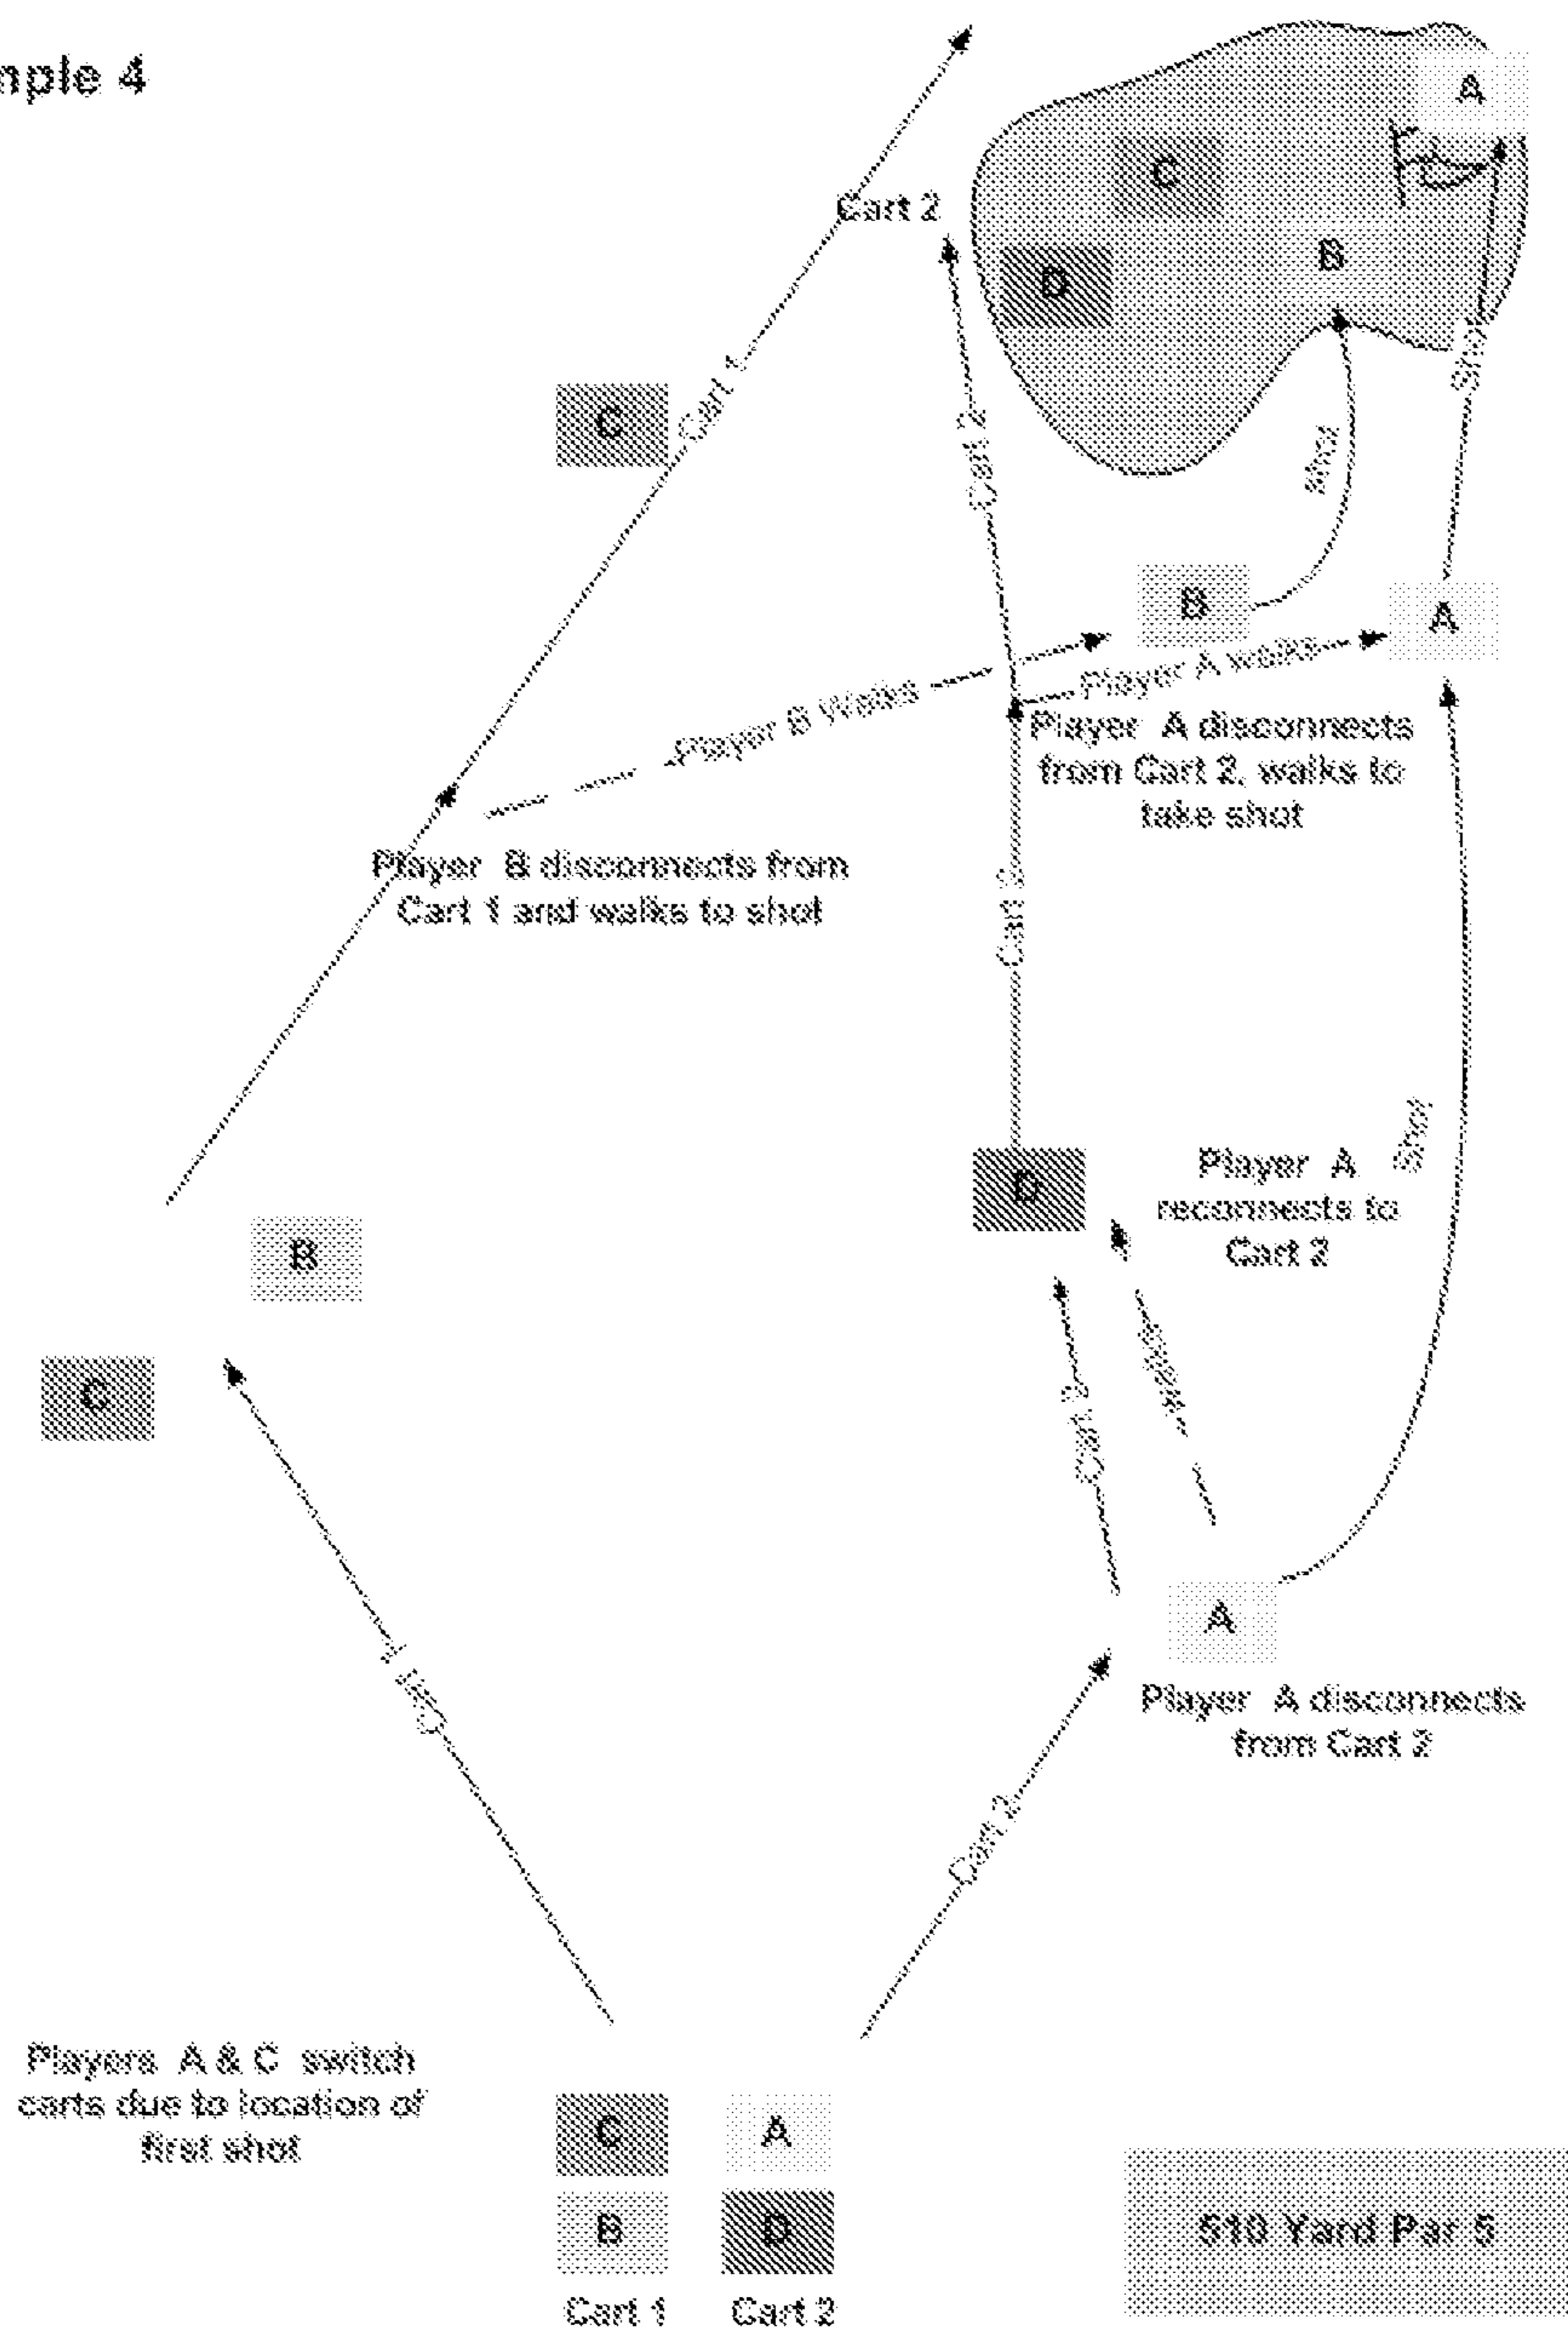 mple 4
A
C
Cart 2
B
D
Cart 1
C
Cart 2
Shot
Shot
B
A
Player B Walks
Player A walks
Player A disconnects
from Cart 2, walks to
take shot
Player B disconnects from
Cart 1 and walks to shot
Cart 2
Shot
D
Player A
reconnects to
Cart 2
B
C
Cart 2
walks
A
Player A disconnects
from Cart 2
Cart 1
Cart 2
Players A & C switch
carts due to location of
first shot
C
A
B
D
510 Yard Par 5
Cart 1
Cart 2